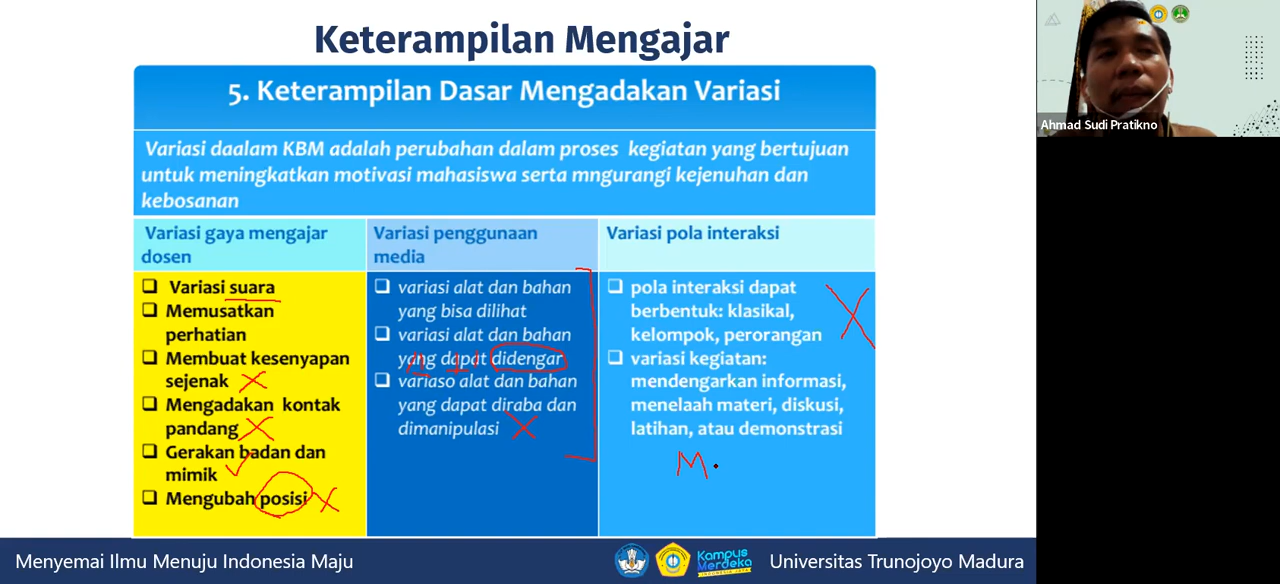 Keterampilan Mengajar
5. Keterampilan Dasar Mengadakan Variasi
Variasi daalam KBM adalah perubahan dalam proses kegiatan yang bertujuan
untuk meningkatkan motivasi mahasiswa serta mngurangi kejenuhan dan
kebosanan
Variasi gaya mengajar
dosen
Variasi suara
Memusatkan
perhatian
Membuat kesenyapan
sejenak
Mengadakan kontak
pandang
Gerakan badan dan
mimik
Mengubah posisi
Variasi penggunaan
media
variasi alat dan bahan
yang bisa dilihat
variasi alat dan bahan
yang dapat didengar
variaso alat dan bahan
yang dapat diraba dan
dimanipulasi
Variasi pola interaksi
pola interaksi dapat
berbentuk: klasikal,
kelompok, perorangan
variasi kegiatan:
mendengarkan informasi,
menelaah materi, diskusi,
latihan, atau demonstrasi
M
Ahmad Sudi Pratikno
Menyemai Ilmu Menuju Indonesia Maju
Kampus
Merdeka
INDONESIA JAYA
Universitas Trunojoyo Madura